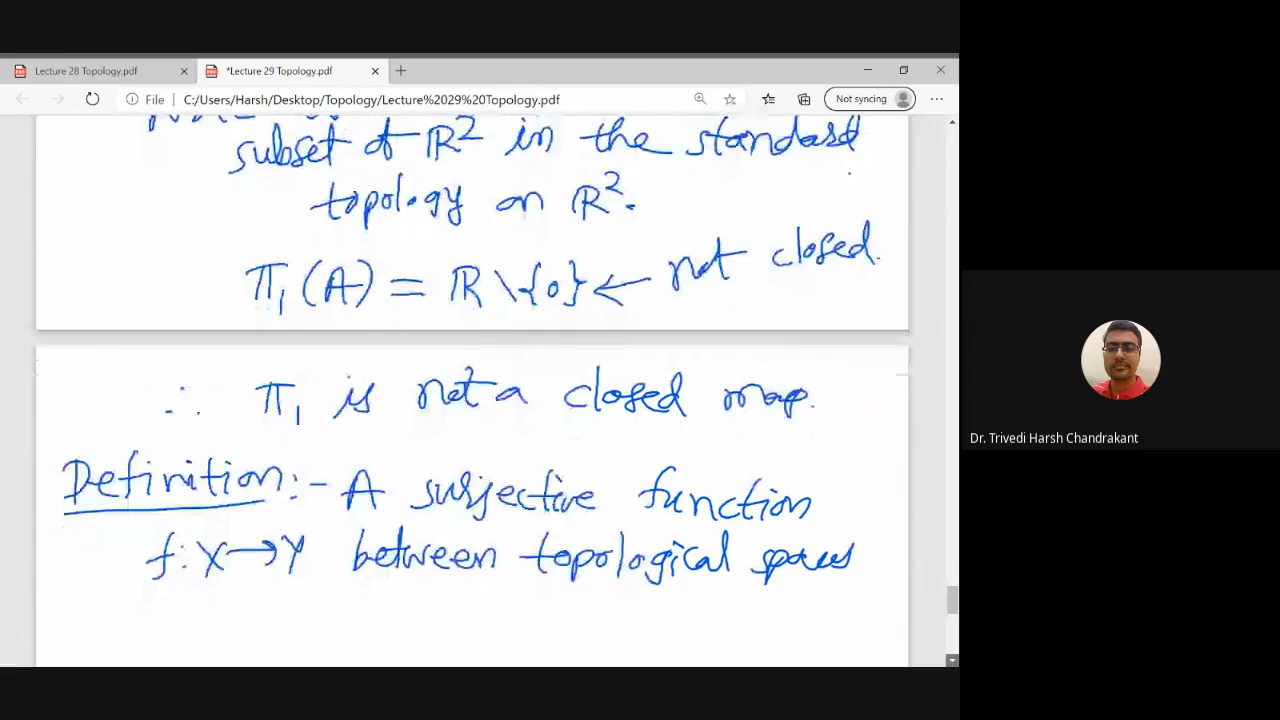 Lecture 28 Topology.pdf
*Lecture 29 Topology.pdf
File | C:/Users/Harsh/Desktop/Topology/Lecture%2029%20Topology.pdf
Not syncing
subset of ℝ² in the standard
topology on ℝ².
π₁(A) = ℝ \ {0} ← not closed.
∴ π₁ is not a closed map.
Definition:- A surjective function
f: X → Y between topological spaces
Dr. Trivedi Harsh Chandrakant